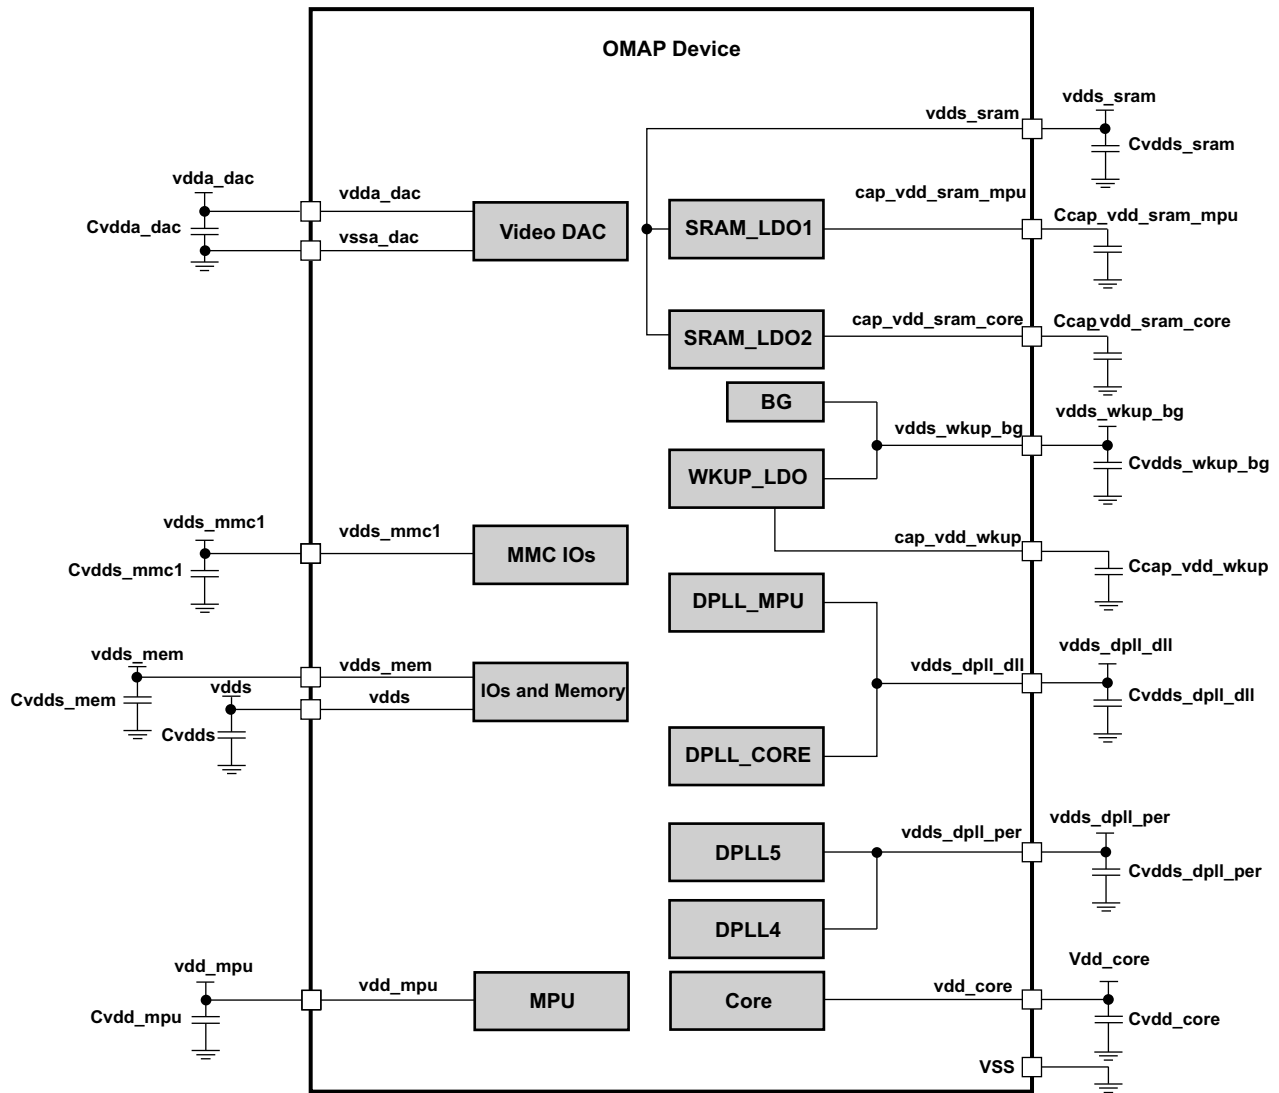 OMAP Device
vdds_sram
vdds_sram
Cvdds_sram
vdda_dac
vdda_dac
Cvdda_dac
vssa_dac
Video DAC
SRAM_LDO1
cap_vdd_sram_mpu
Ccap_vdd_sram_mpu
SRAM_LDO2
cap_vdd_sram_core
Ccap vdd_sram_core
BG
vdds_wkup_bg
vdds_wkup_bg
Cvdds_wkup_bg
WKUP_LDO
vdds_mmc1
vdds_mmc1
Cvdds_mmc1
MMC IOs
cap_vdd_wkup
Ccap_vdd_wkup
DPLL_MPU
vdds_mem
vdds_mem
Cvdds_mem
vdds
vdds
Cvdds
IOs and Memory
vdds_dpll_dll
vdds_dpll_dll
Cvdds_dpll_dll
DPLL_CORE
DPLL5
vdds_dpll_per
vdds_dpll_per
Cvdds_dpll_per
DPLL4
vdd_mpu
vdd_mpu
Cvdd_mpu
MPU
Core
vdd_core
Vdd_core
Cvdd_core
VSS